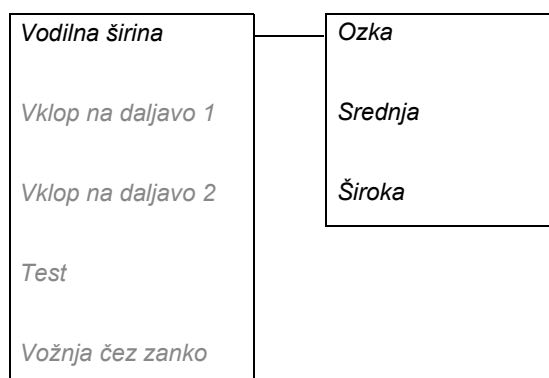 Vodilna širina
Vklop na daljavo 1
Vklop na daljavo 2
Test
Vožnja čez zanko
Ozka
Srednja
Široka